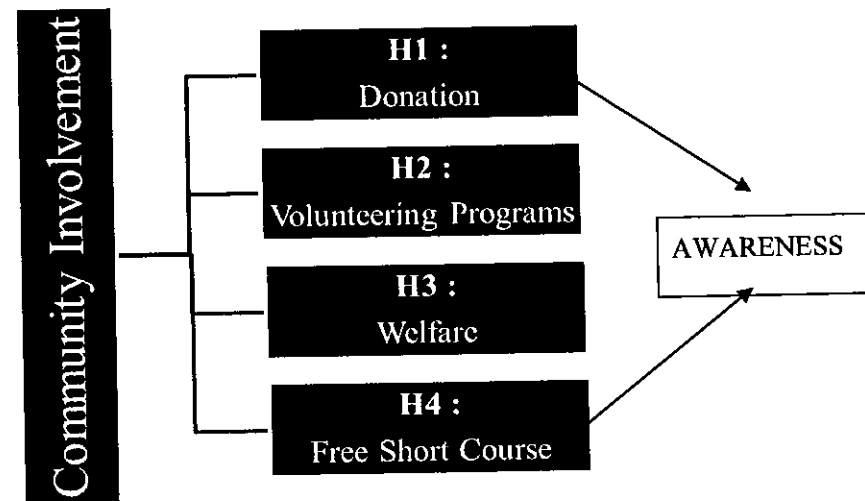 Community Involvement
H1 :
Donation
H2 :
Volunteering Programs
H3 :
Welfare
H4 :
Free Short Course
AWARENESS